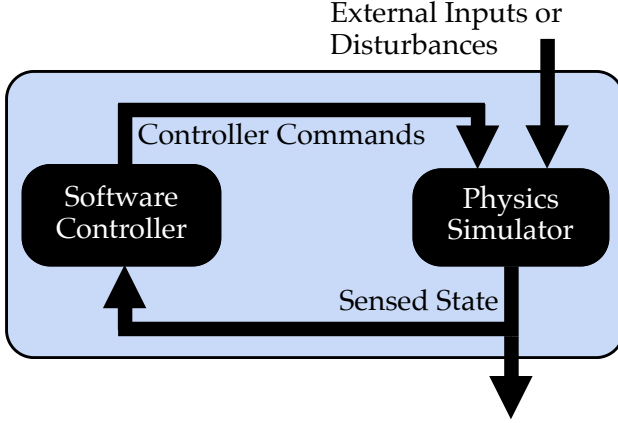 External Inputs or
Disturbances
Controller Commands
Software
Controller
Physics
Simulator
Sensed State